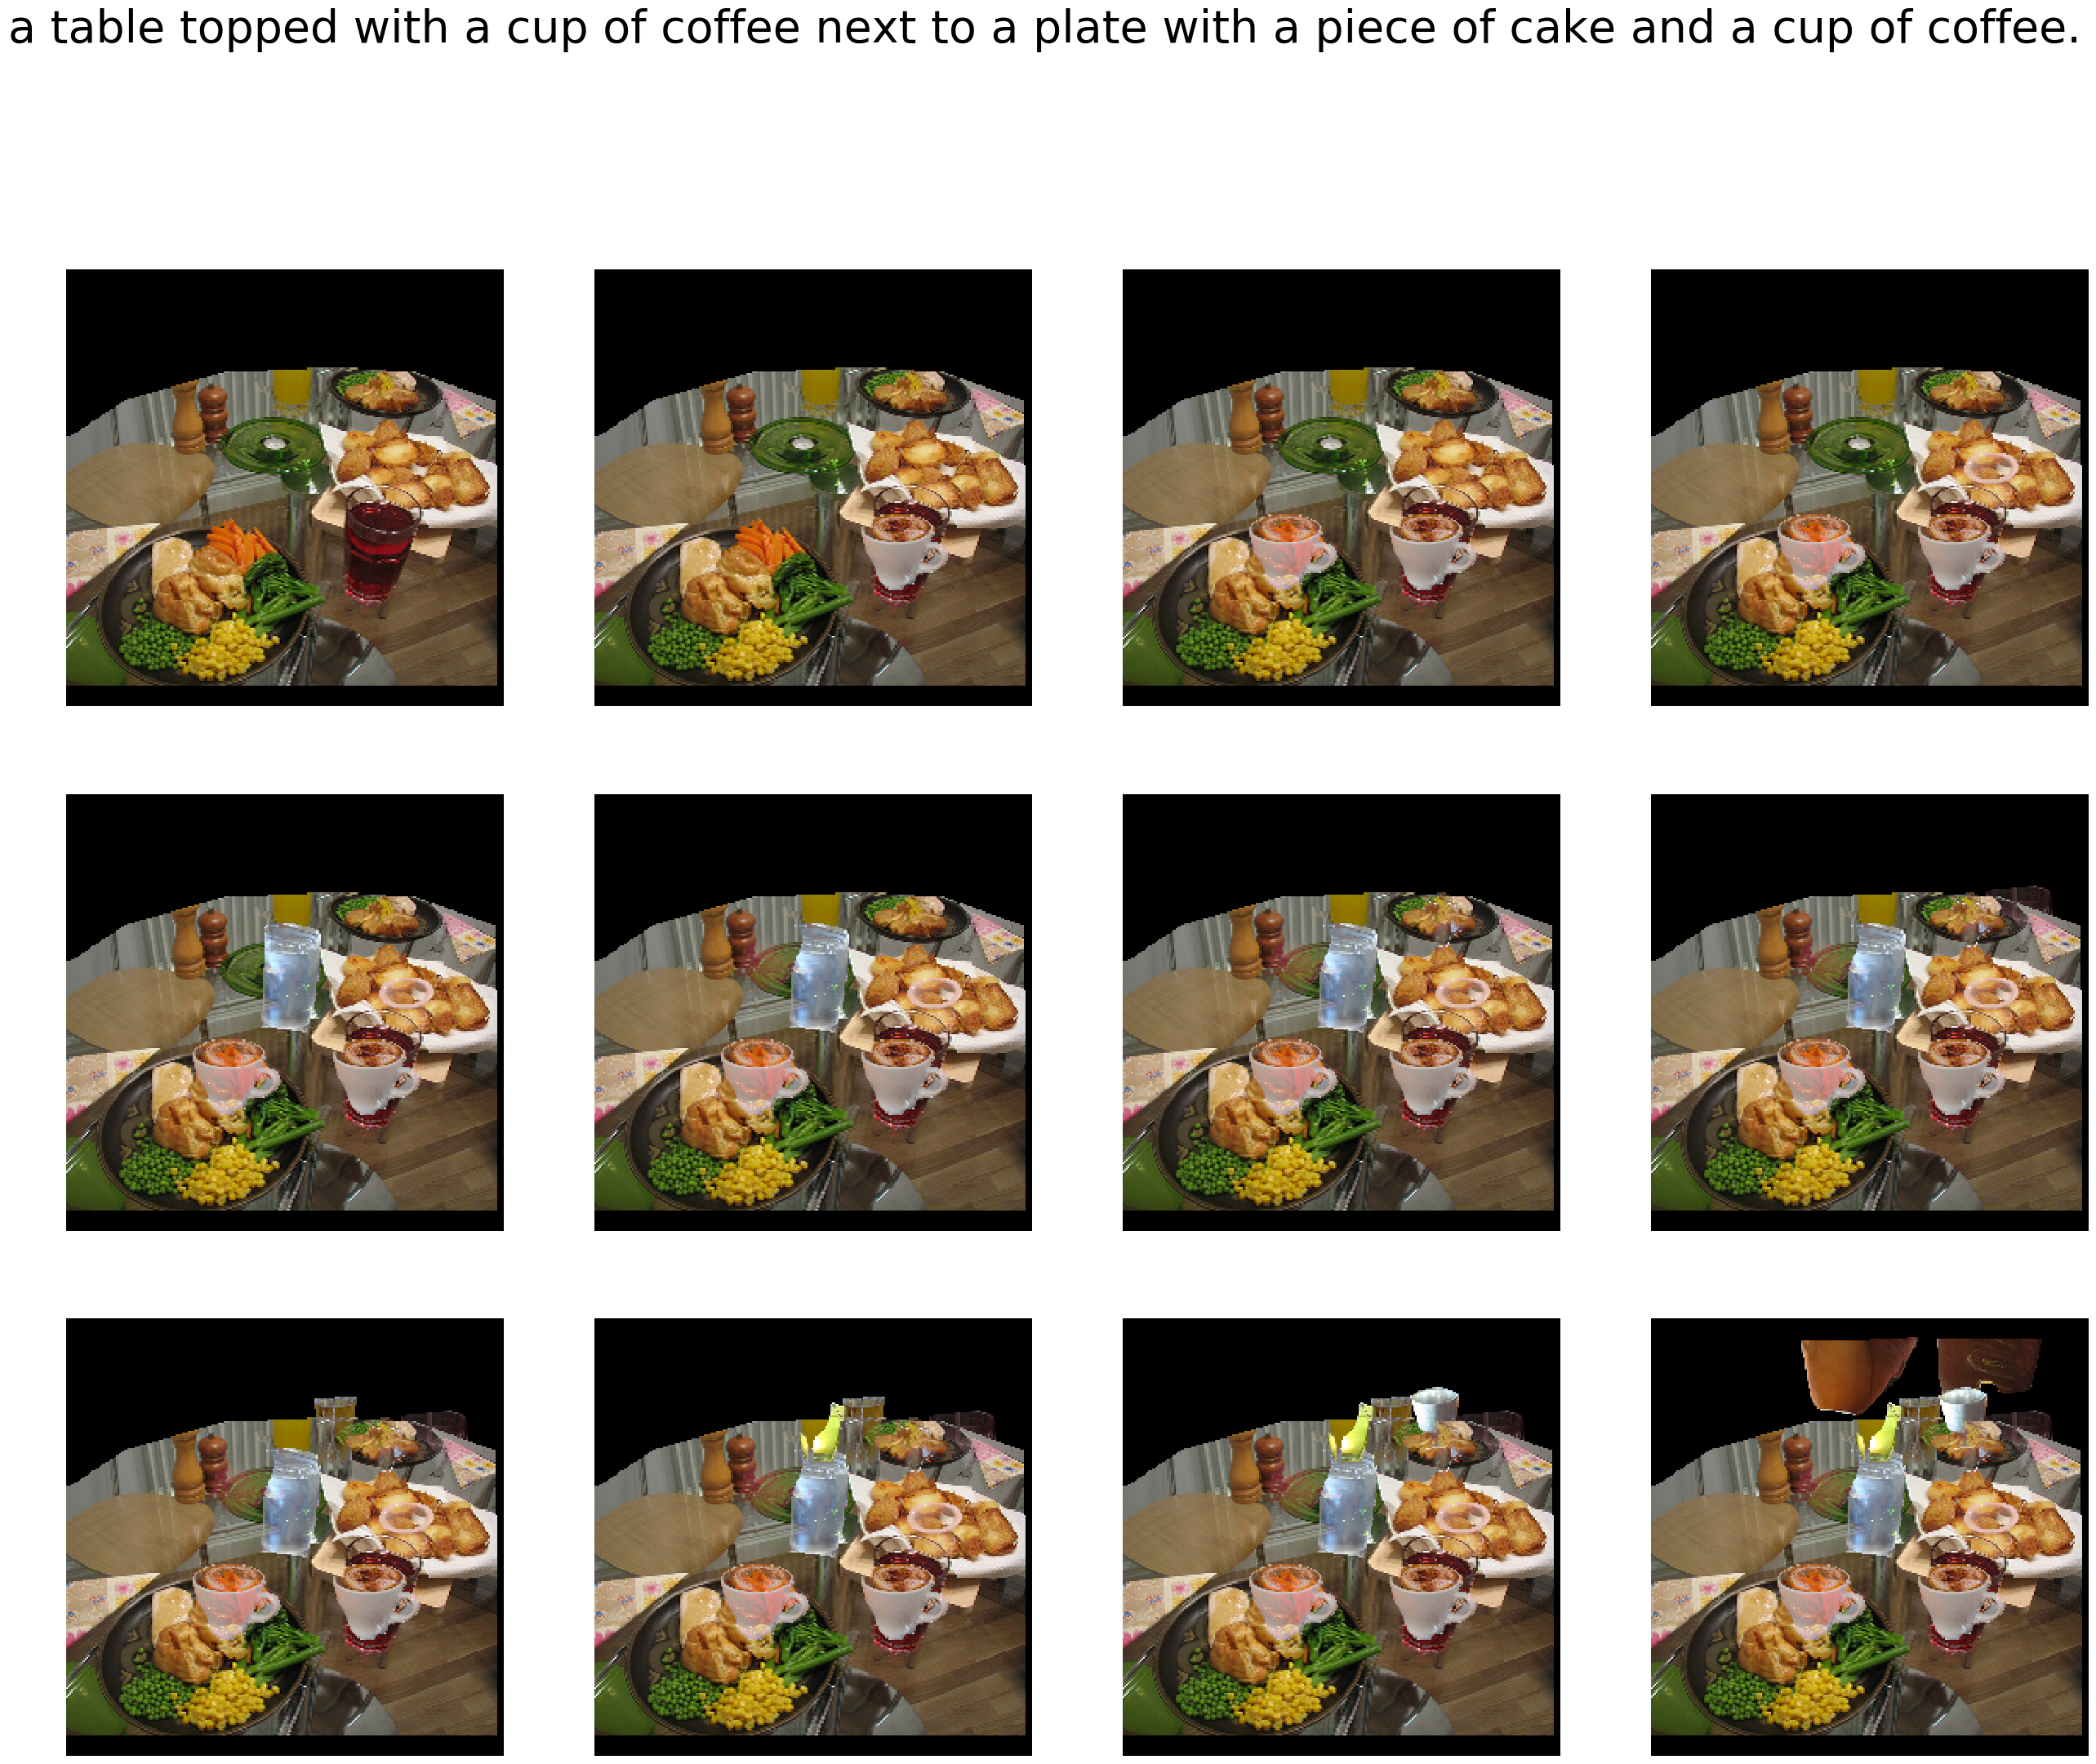 a table topped with a cup of coffee next to a plate with a piece of cake and a cup of coffee.